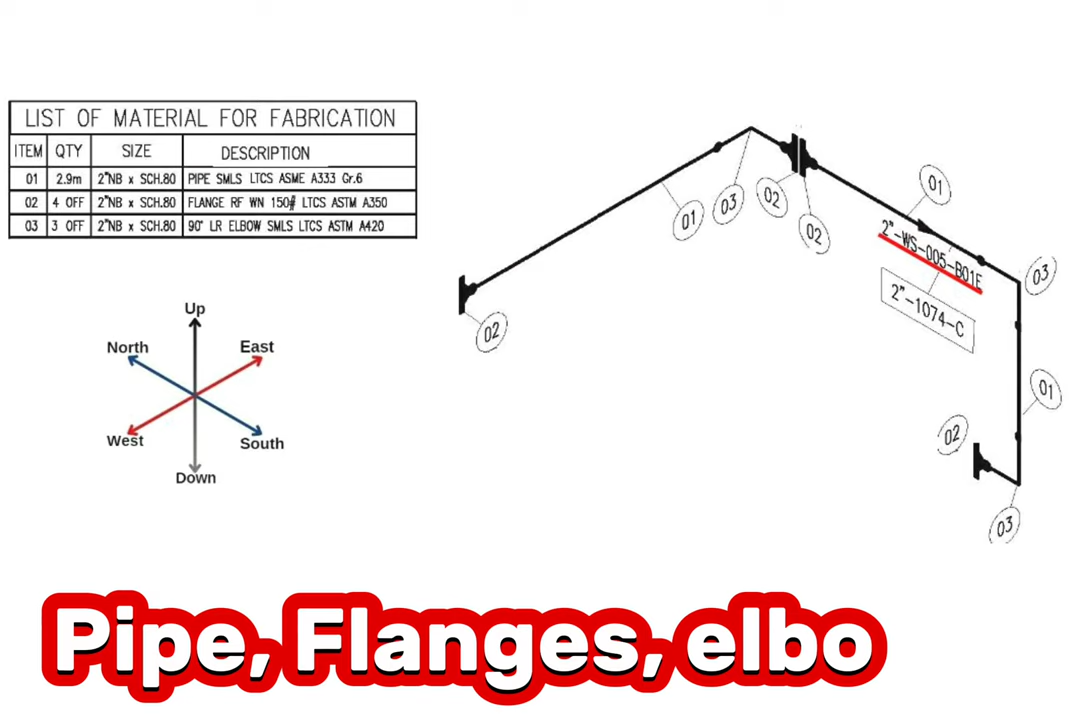 LIST OF MATERIAL FOR FABRICATION
ITEM QTY SIZE DESCRIPTION
01 2.9m 2"NB x SCH.80 PIPE SMLS LTCS ASME A333 Gr.6
02 4 OFF 2"NB x SCH.80 FLANGE RF WN 150# LTCS ASTM A350
03 3 OFF 2"NB x SCH.80 90° LR ELBOW SMLS LTCS ASTM A420
Up
North
East
West
South
Down
01
03
02
02
01
2"-WS-005-B01E
2"-1074-C
03
02
01
02
03
Pipe, Flanges, elbo